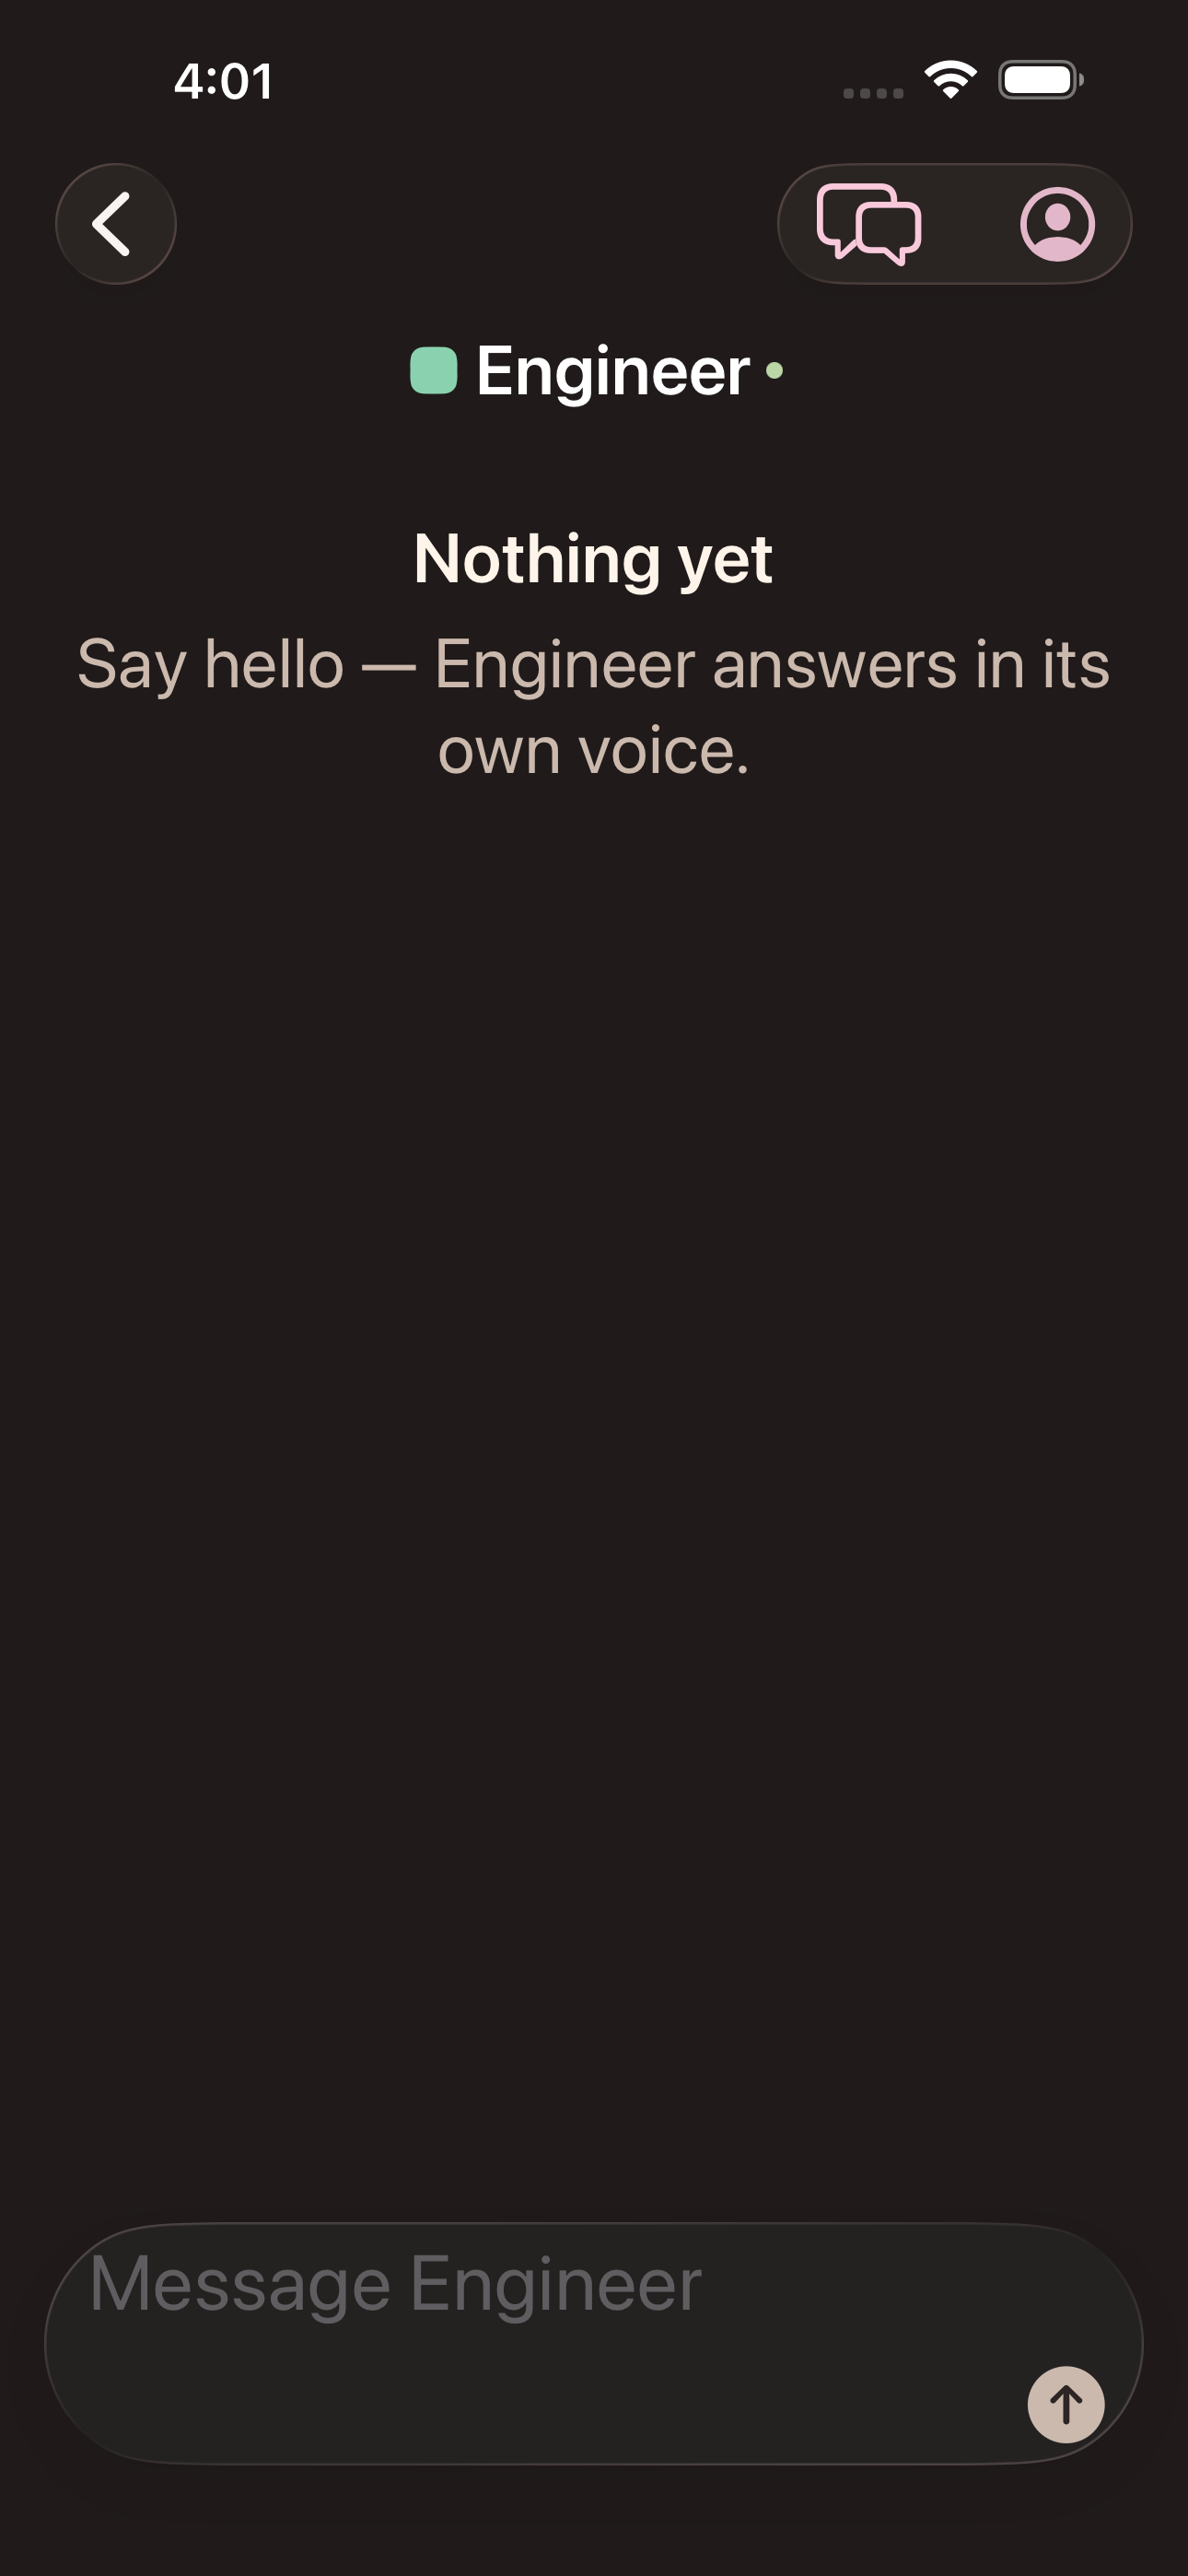 4:01
Engineer
Nothing yet
Say hello — Engineer answers in its
own voice.
Message Engineer